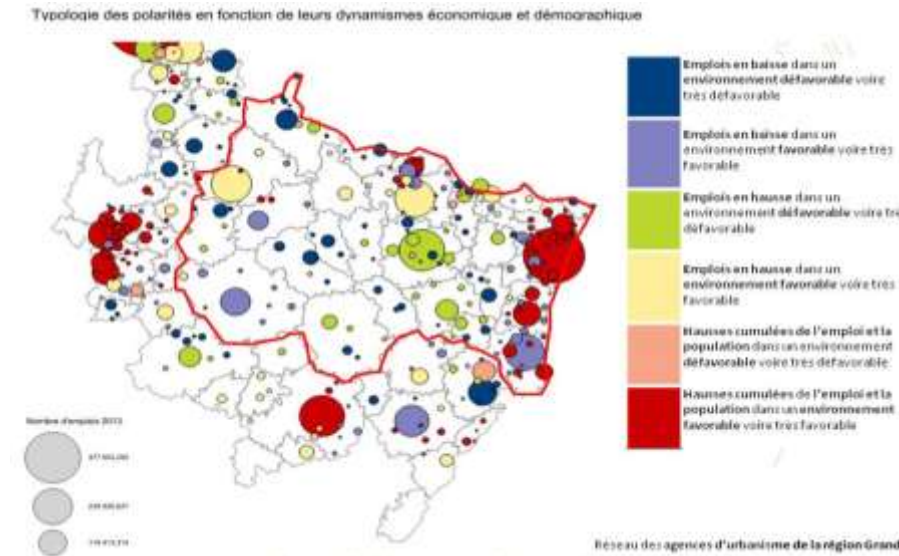 Typologie des polarités en fonction de leurs dynamismes économique et démographique
Emplois en baisse dans un
environnement défavorable voire
très défavorable
Emplois en baisse dans un
environnement favorable voire très
favorable
Emplois en hausse dans un
environnement défavorable voire trè
défavorable
Emplois en hausse dans un
environnement favorable voire très
favorable
Hausses cumulées de l'emploi et la
population dans un environnement
défavorable voire très défavorable
Hausses cumulées de l'emploi et la
population dans un environnement
favorable voire très favorable
Nombre d'emplois 2013
Réseau des agences d'urbanisme de la région Grand